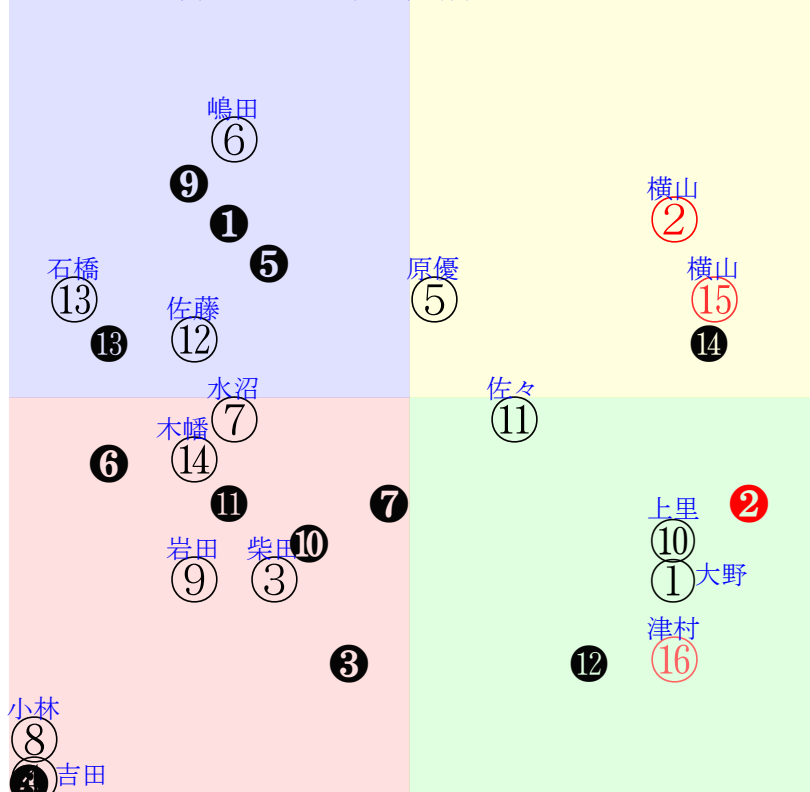 嶋田
⑥
❾
❶
❺
横山
②
石橋
⑬
原優
⑤
横山
⑮
佐藤
⑫
⓭
⓮
水沼
⑦
佐々
⑪
木幡
⑭
❻
⓫
❼
❷
上里
⑩
❿
岩田
⑨
柴田
③
①大野
津村
⑯
❸
⓬
小林
⑧
吉田